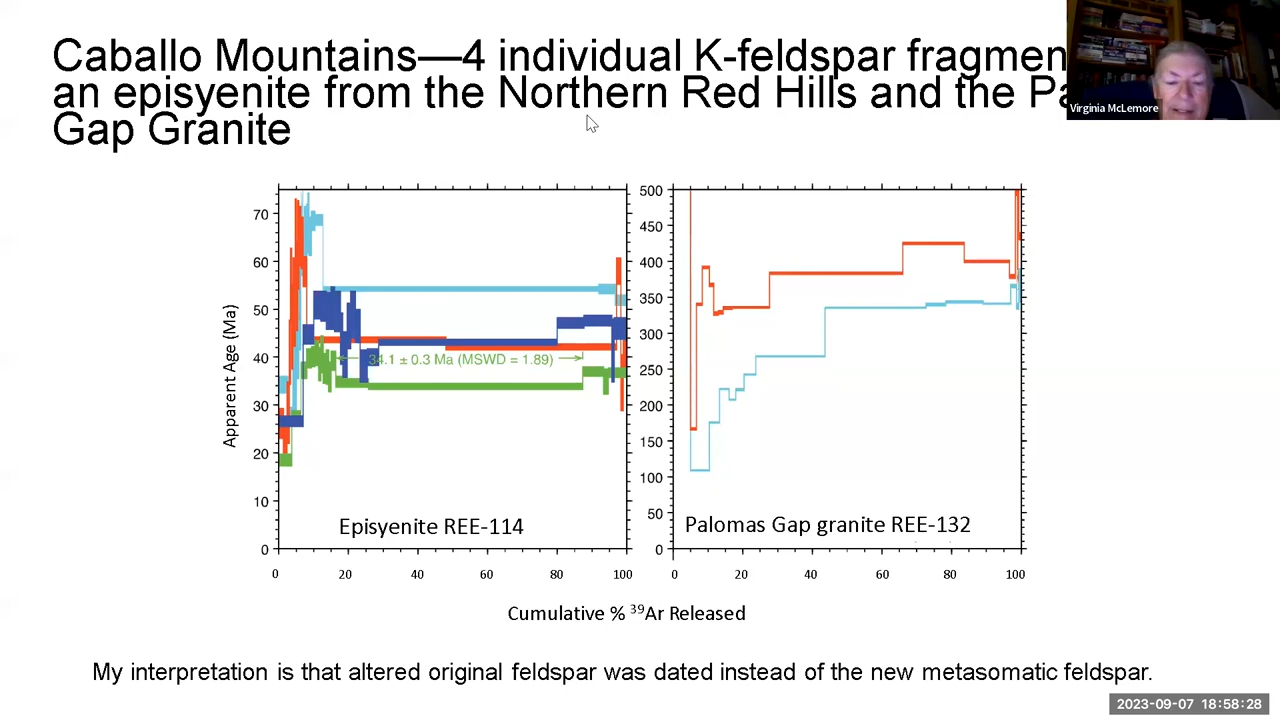 Caballo Mountains—4 individual K-feldspar fragmen
an episyenite from the Northern Red Hills and the Pa
Gap Granite
Virginia McLemore
Apparent Age (Ma)
70
60
50
40
30
20
10
0
34.1 ± 0.3 Ma (MSWD = 1.89)
Episyenite REE-114
0 20 40 60 80 100
500
450
400
350
300
250
200
150
100
50
0
Palomas Gap granite REE-132
0 20 40 60 80 100
Cumulative % ³⁹Ar Released
My interpretation is that altered original feldspar was dated instead of the new metasomatic feldspar.
2023-09-07 18:58:28